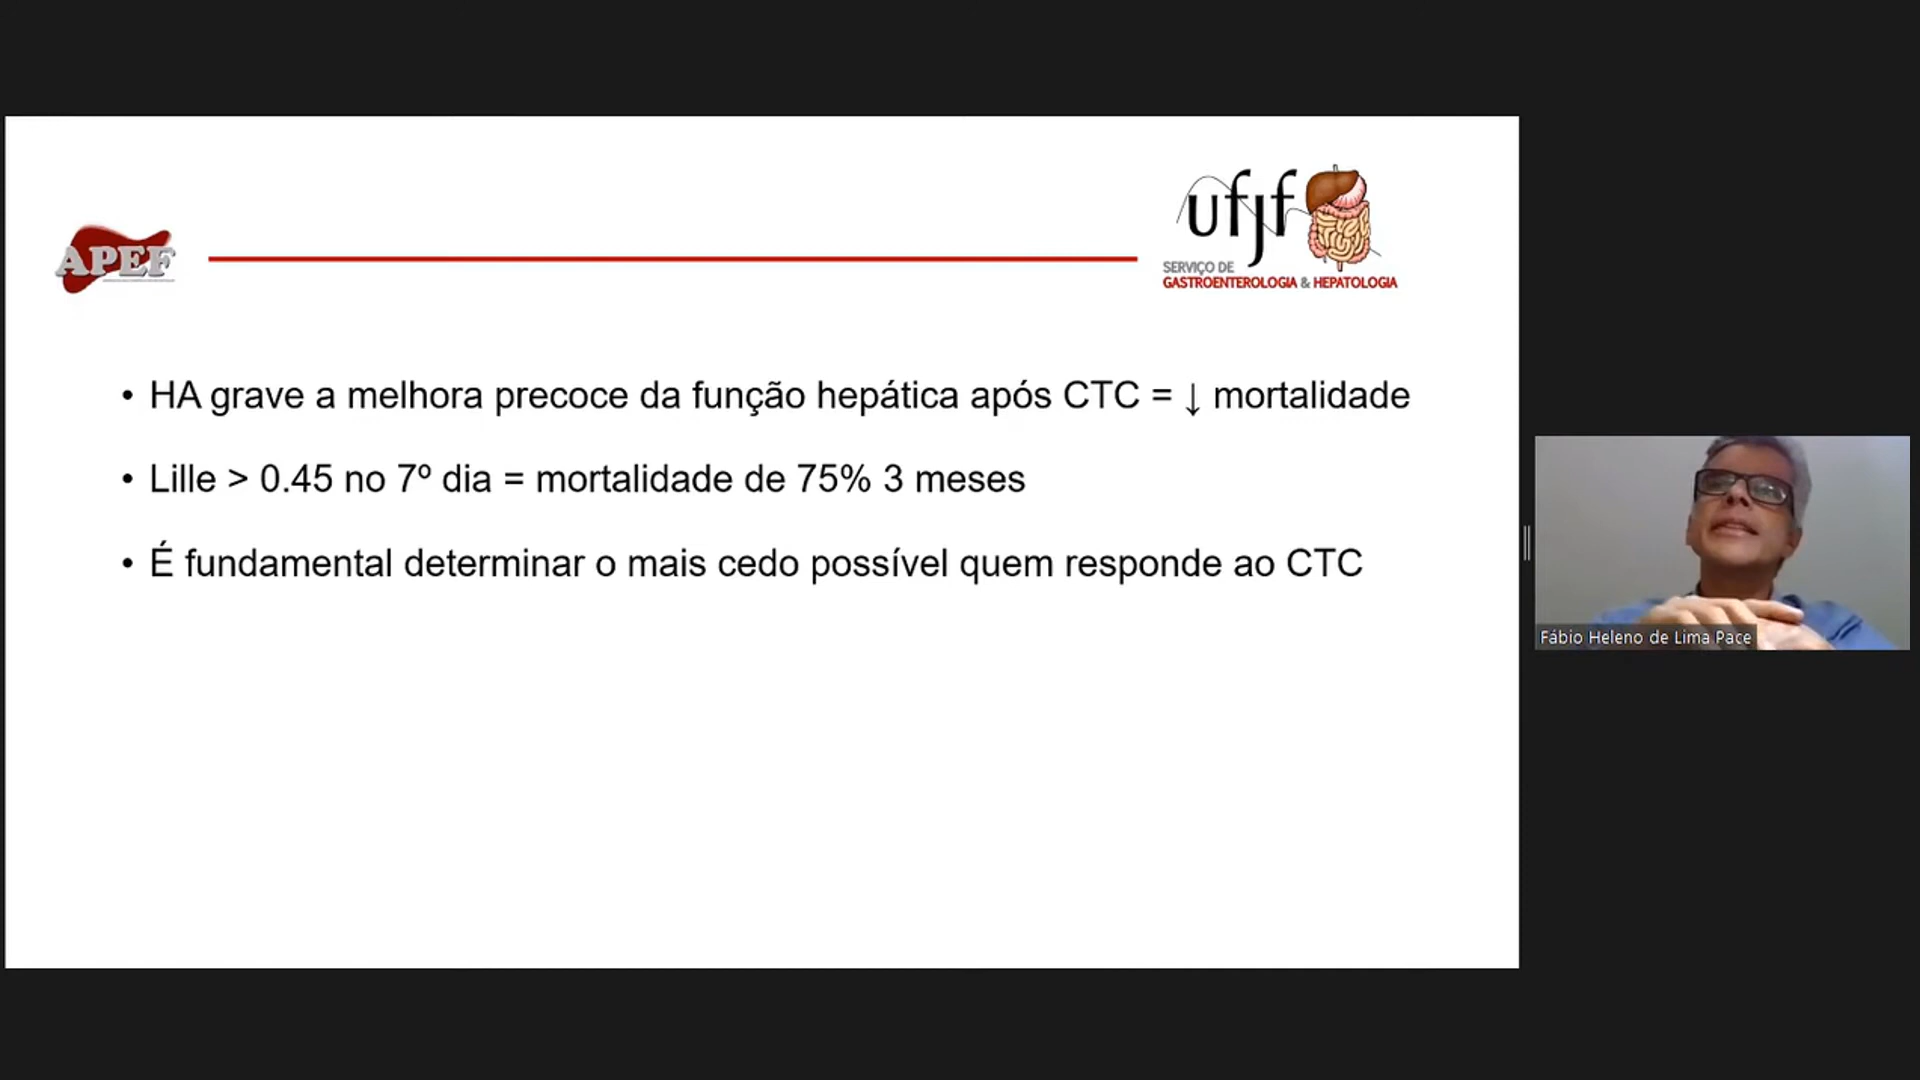 ufjf
APEF
SERVIÇO DE
GASTROENTEROLOGIA & HEPATOLOGIA
• HA grave a melhora precoce da função hepática após CTC = ↓ mortalidade
• Lille > 0.45 no 7º dia = mortalidade de 75% 3 meses
• É fundamental determinar o mais cedo possível quem responde ao CTC
Fábio Heleno de Lima Pace